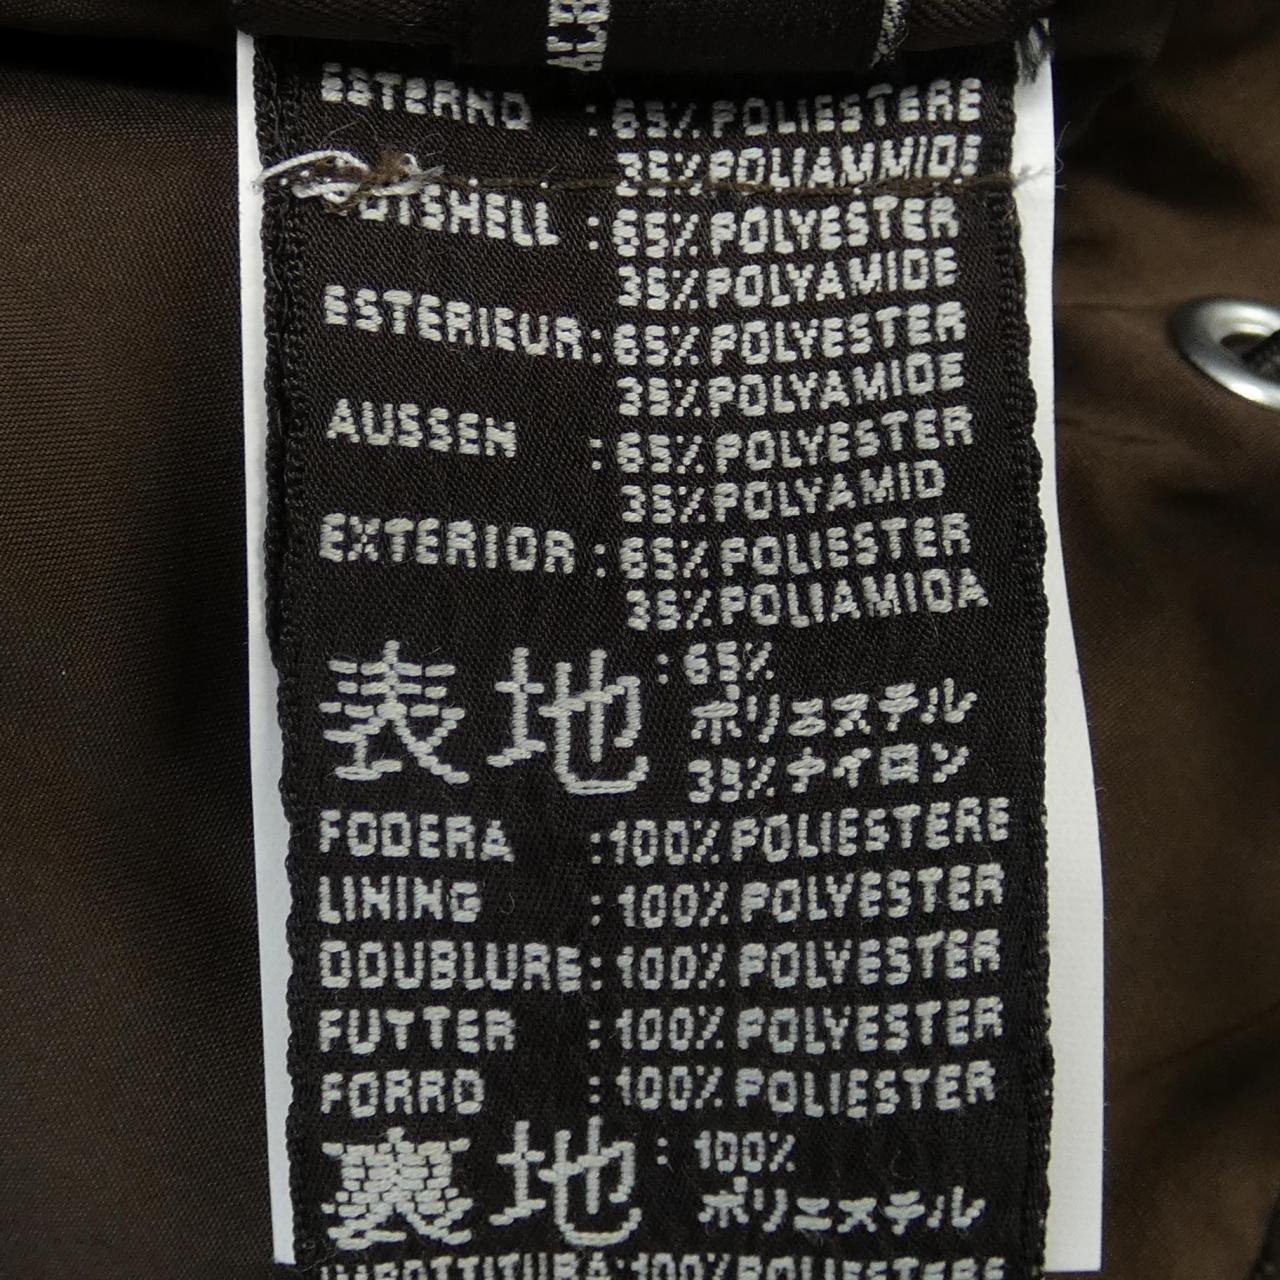 ESTERNO : 65% POLIESTERE
35% POLIAMMIDE
OUTSHELL : 65% POLYESTER
35% POLYAMIDE
ESTERIEUR : 65% POLYESTER
35% POLYAMIDE
AUSSEN : 65% POLYESTER
35% POLYAMID
EXTERIOR : 65% POLIESTER
35% POLIAMIDA
表地 : 65%
ポリエステル
35% ナイロン
FODERA : 100% POLIESTERE
LINING : 100% POLYESTER
DOUBLURE : 100% POLYESTER
FUTTER : 100% POLYESTER
FORRO : 100% POLIESTER
裏地 : 100%
ポリエステル
IMBOTTITURA : 100% POLIESTERE